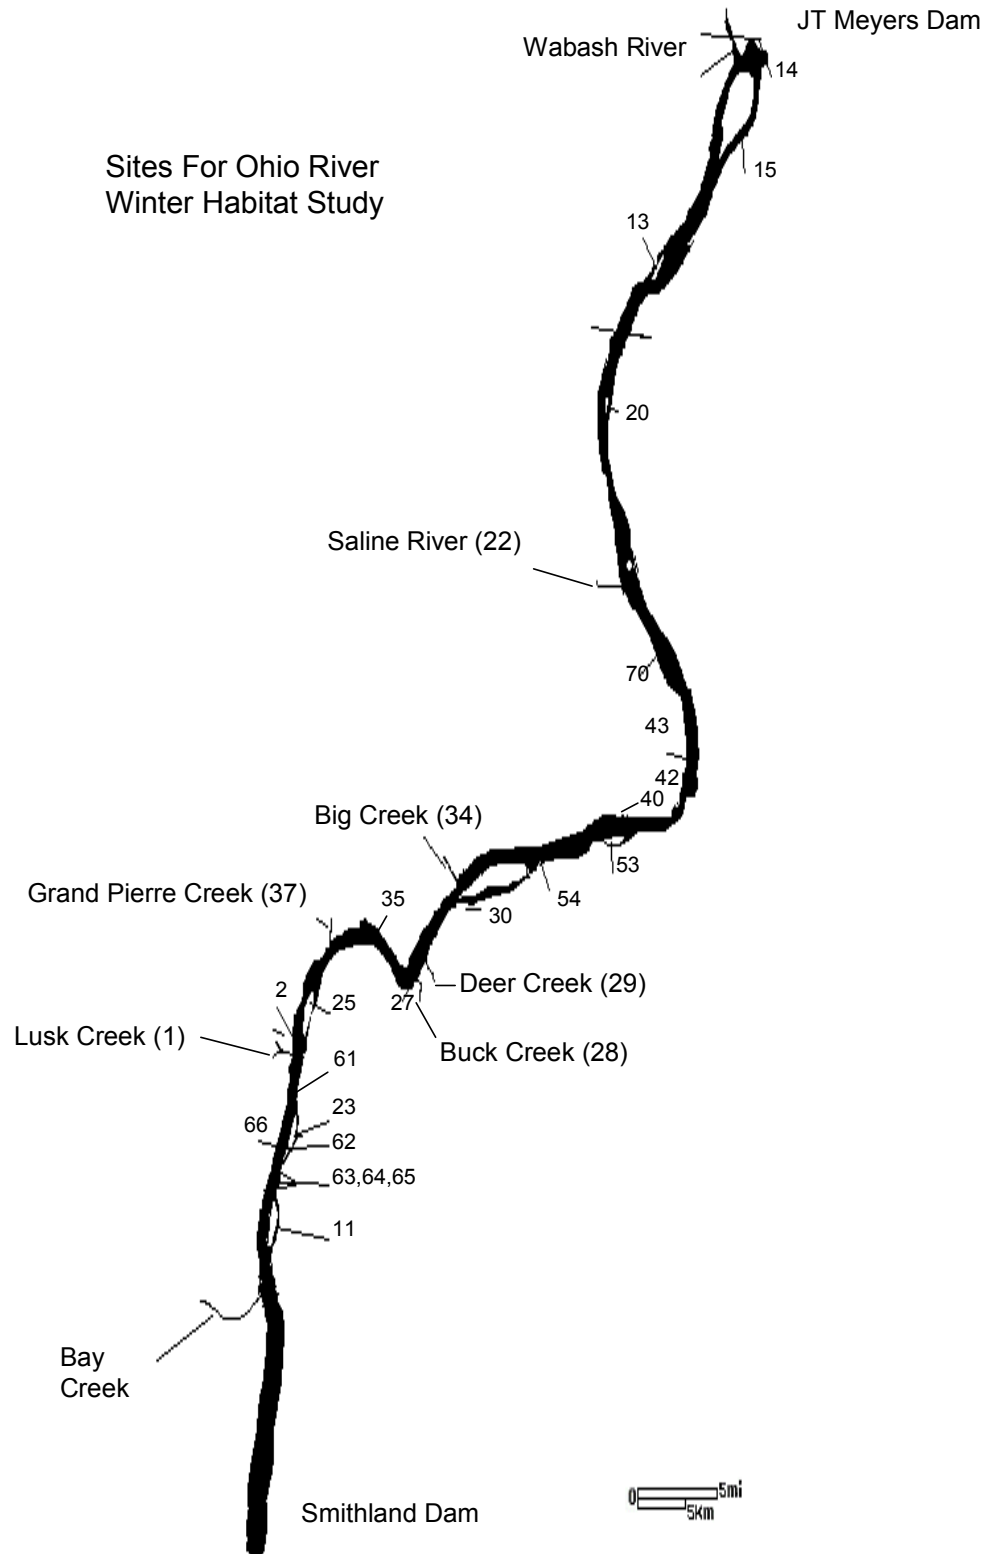 JT Meyers Dam
Wabash River
14
Sites For Ohio River
Winter Habitat Study
15
13
20
Saline River (22)
70
43
42
40
Big Creek (34)
53
54
Grand Pierre Creek (37)
35
30
Deer Creek (29)
2
25
27
Lusk Creek (1)
Buck Creek (28)
61
23
66
62
63,64,65
11
Bay
Creek
Smithland Dam
0
5mi
5Km